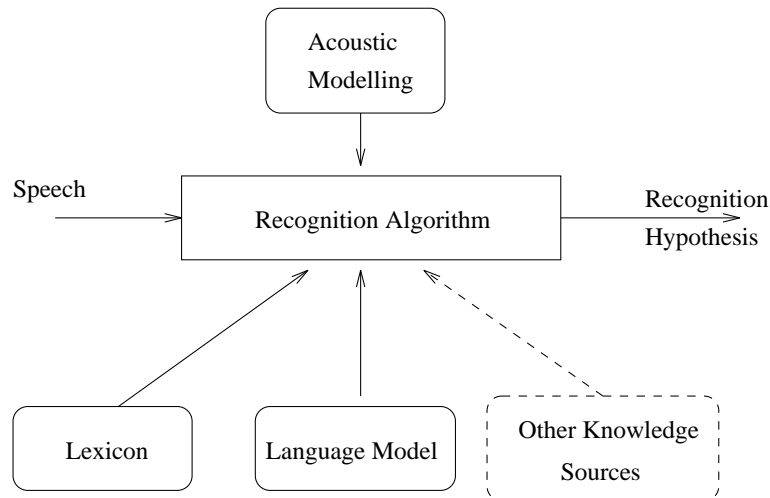 Acoustic
Modelling
Speech
Recognition Algorithm
Recognition
Hypothesis
Lexicon
Language Model
Other Knowledge
Sources